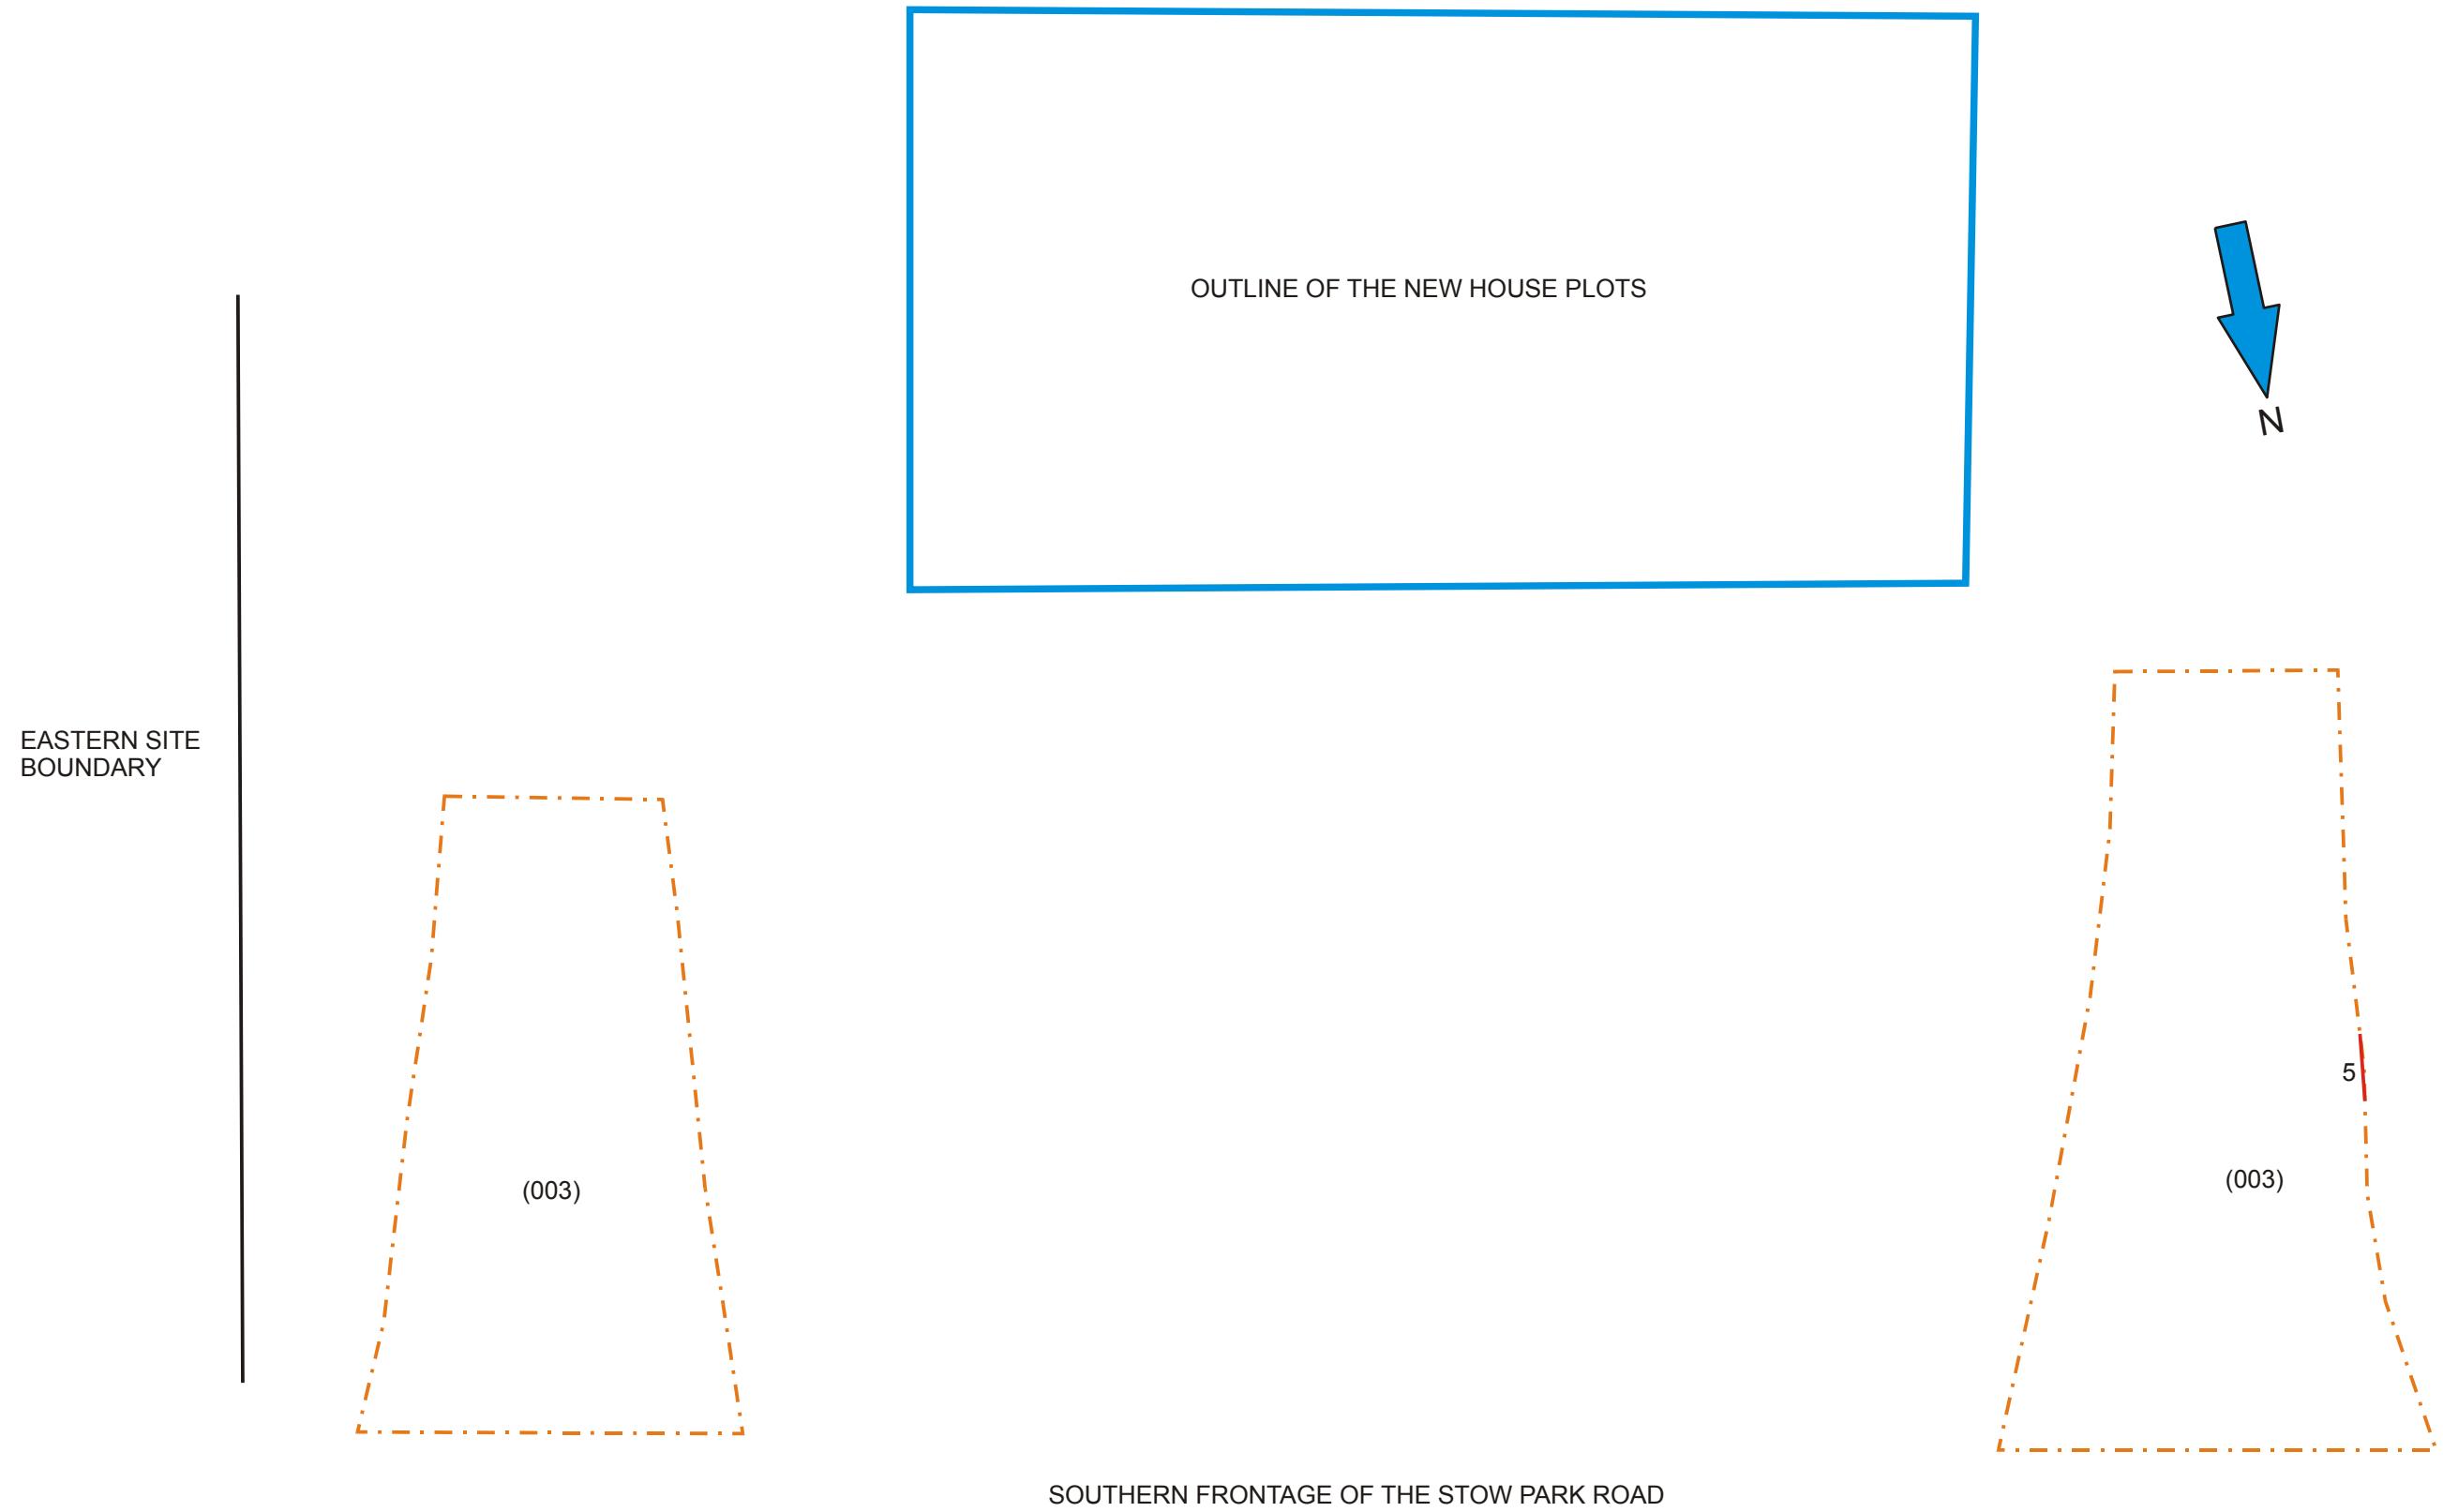 OUTLINE OF THE NEW HOUSE PLOTS
N
EASTERN SITE
BOUNDARY
5
(003)
(003)
SOUTHERN FRONTAGE OF THE STOW PARK ROAD